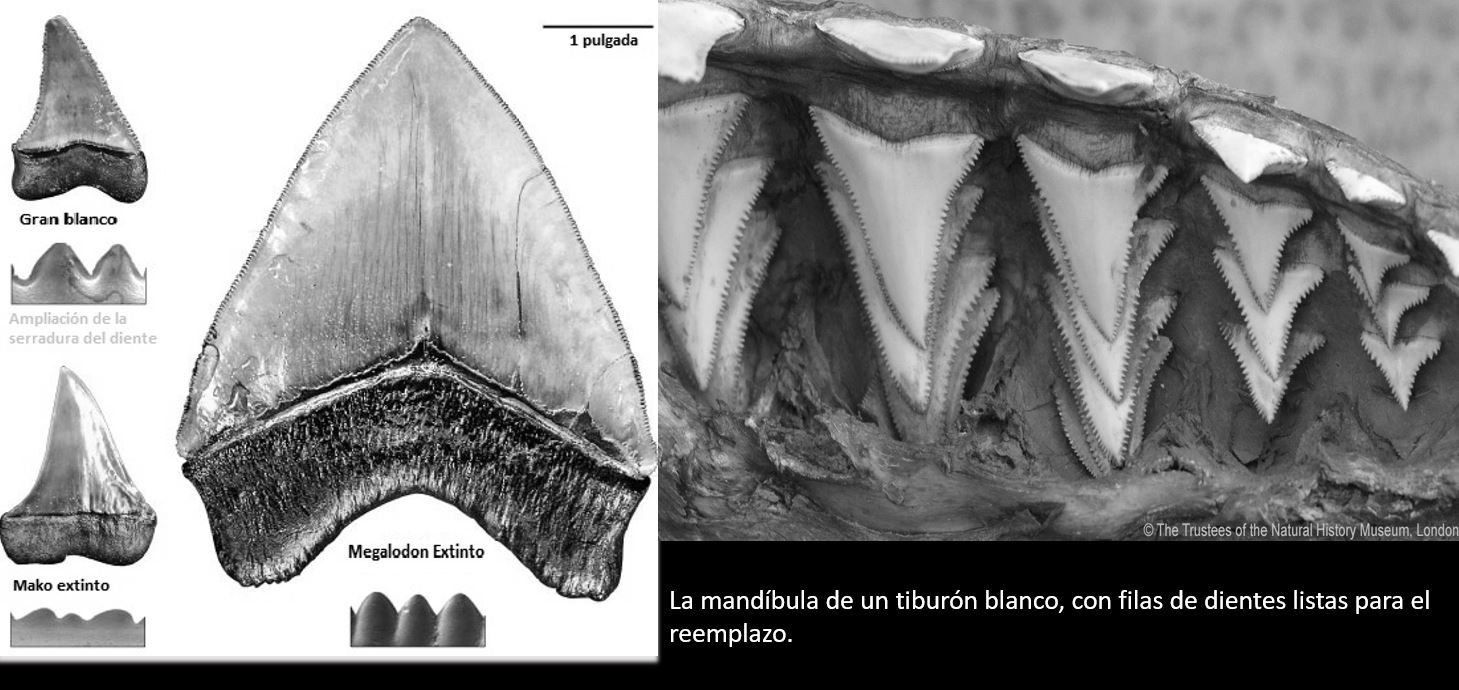 1 pulgada
Gran blanco
Ampliación de la
serradura del diente
Mako extinto
Megalodon Extinto
© The Trustees of the Natural History Museum, London
La mandíbula de un tiburón blanco, con filas de dientes listas para el
reemplazo.